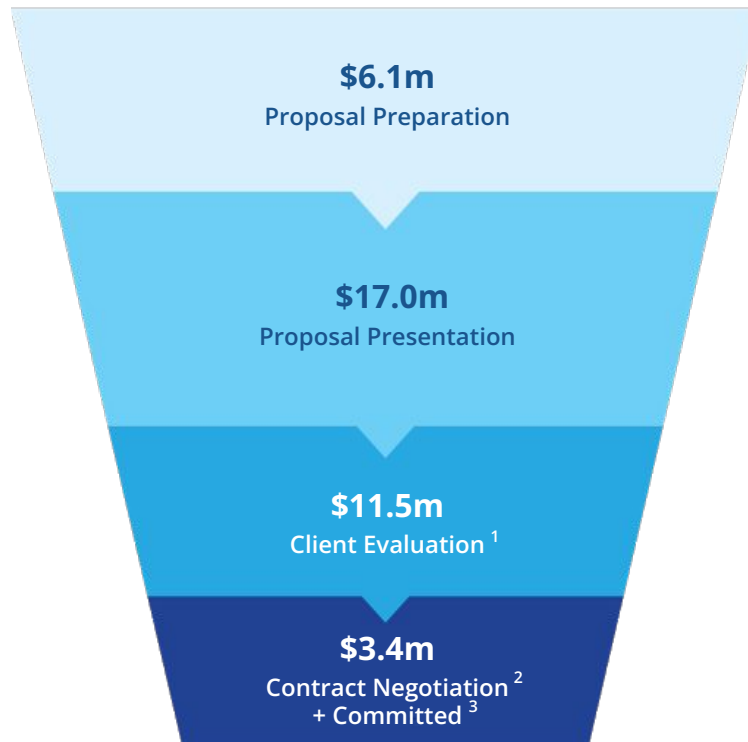 $6.1m
Proposal Preparation
$17.0m
Proposal Presentation
$11.5m
Client Evaluation 1
$3.4m
Contract Negotiation 2
+ Committed 3